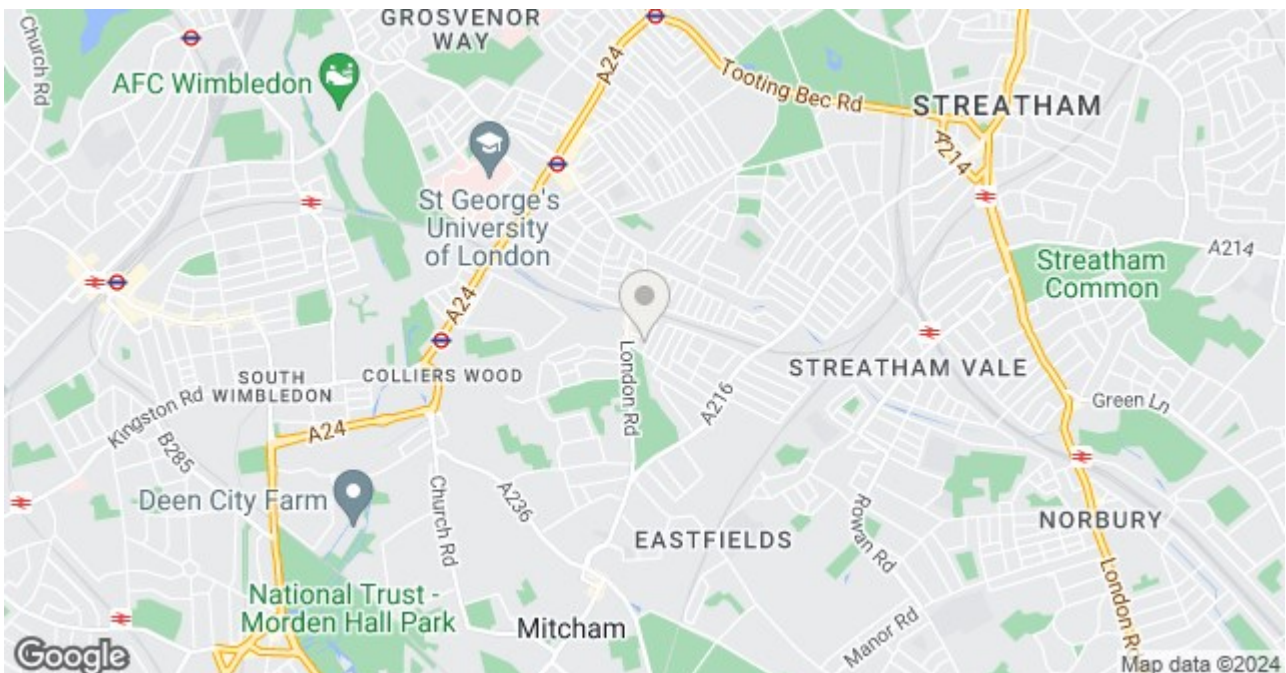 GROSVENOR
WAY
Church Rd
AFC Wimbledon
A24
Tooting Bec Rd
STREATHAM
A214
St George's
University
of London
A24
A214
Streatham
Common
London Rd
STREATHAM VALE
SOUTH
WIMBLEDON
COLLIERS WOOD
Kingston Rd
A216
Green Ln
A24
B285
Deen City Farm
Church Rd
A236
Rowan Rd
NORBURY
EASTFIELDS
London Rd
National Trust -
Morden Hall Park
Mitcham
Manor Rd
Google
Map data ©2024